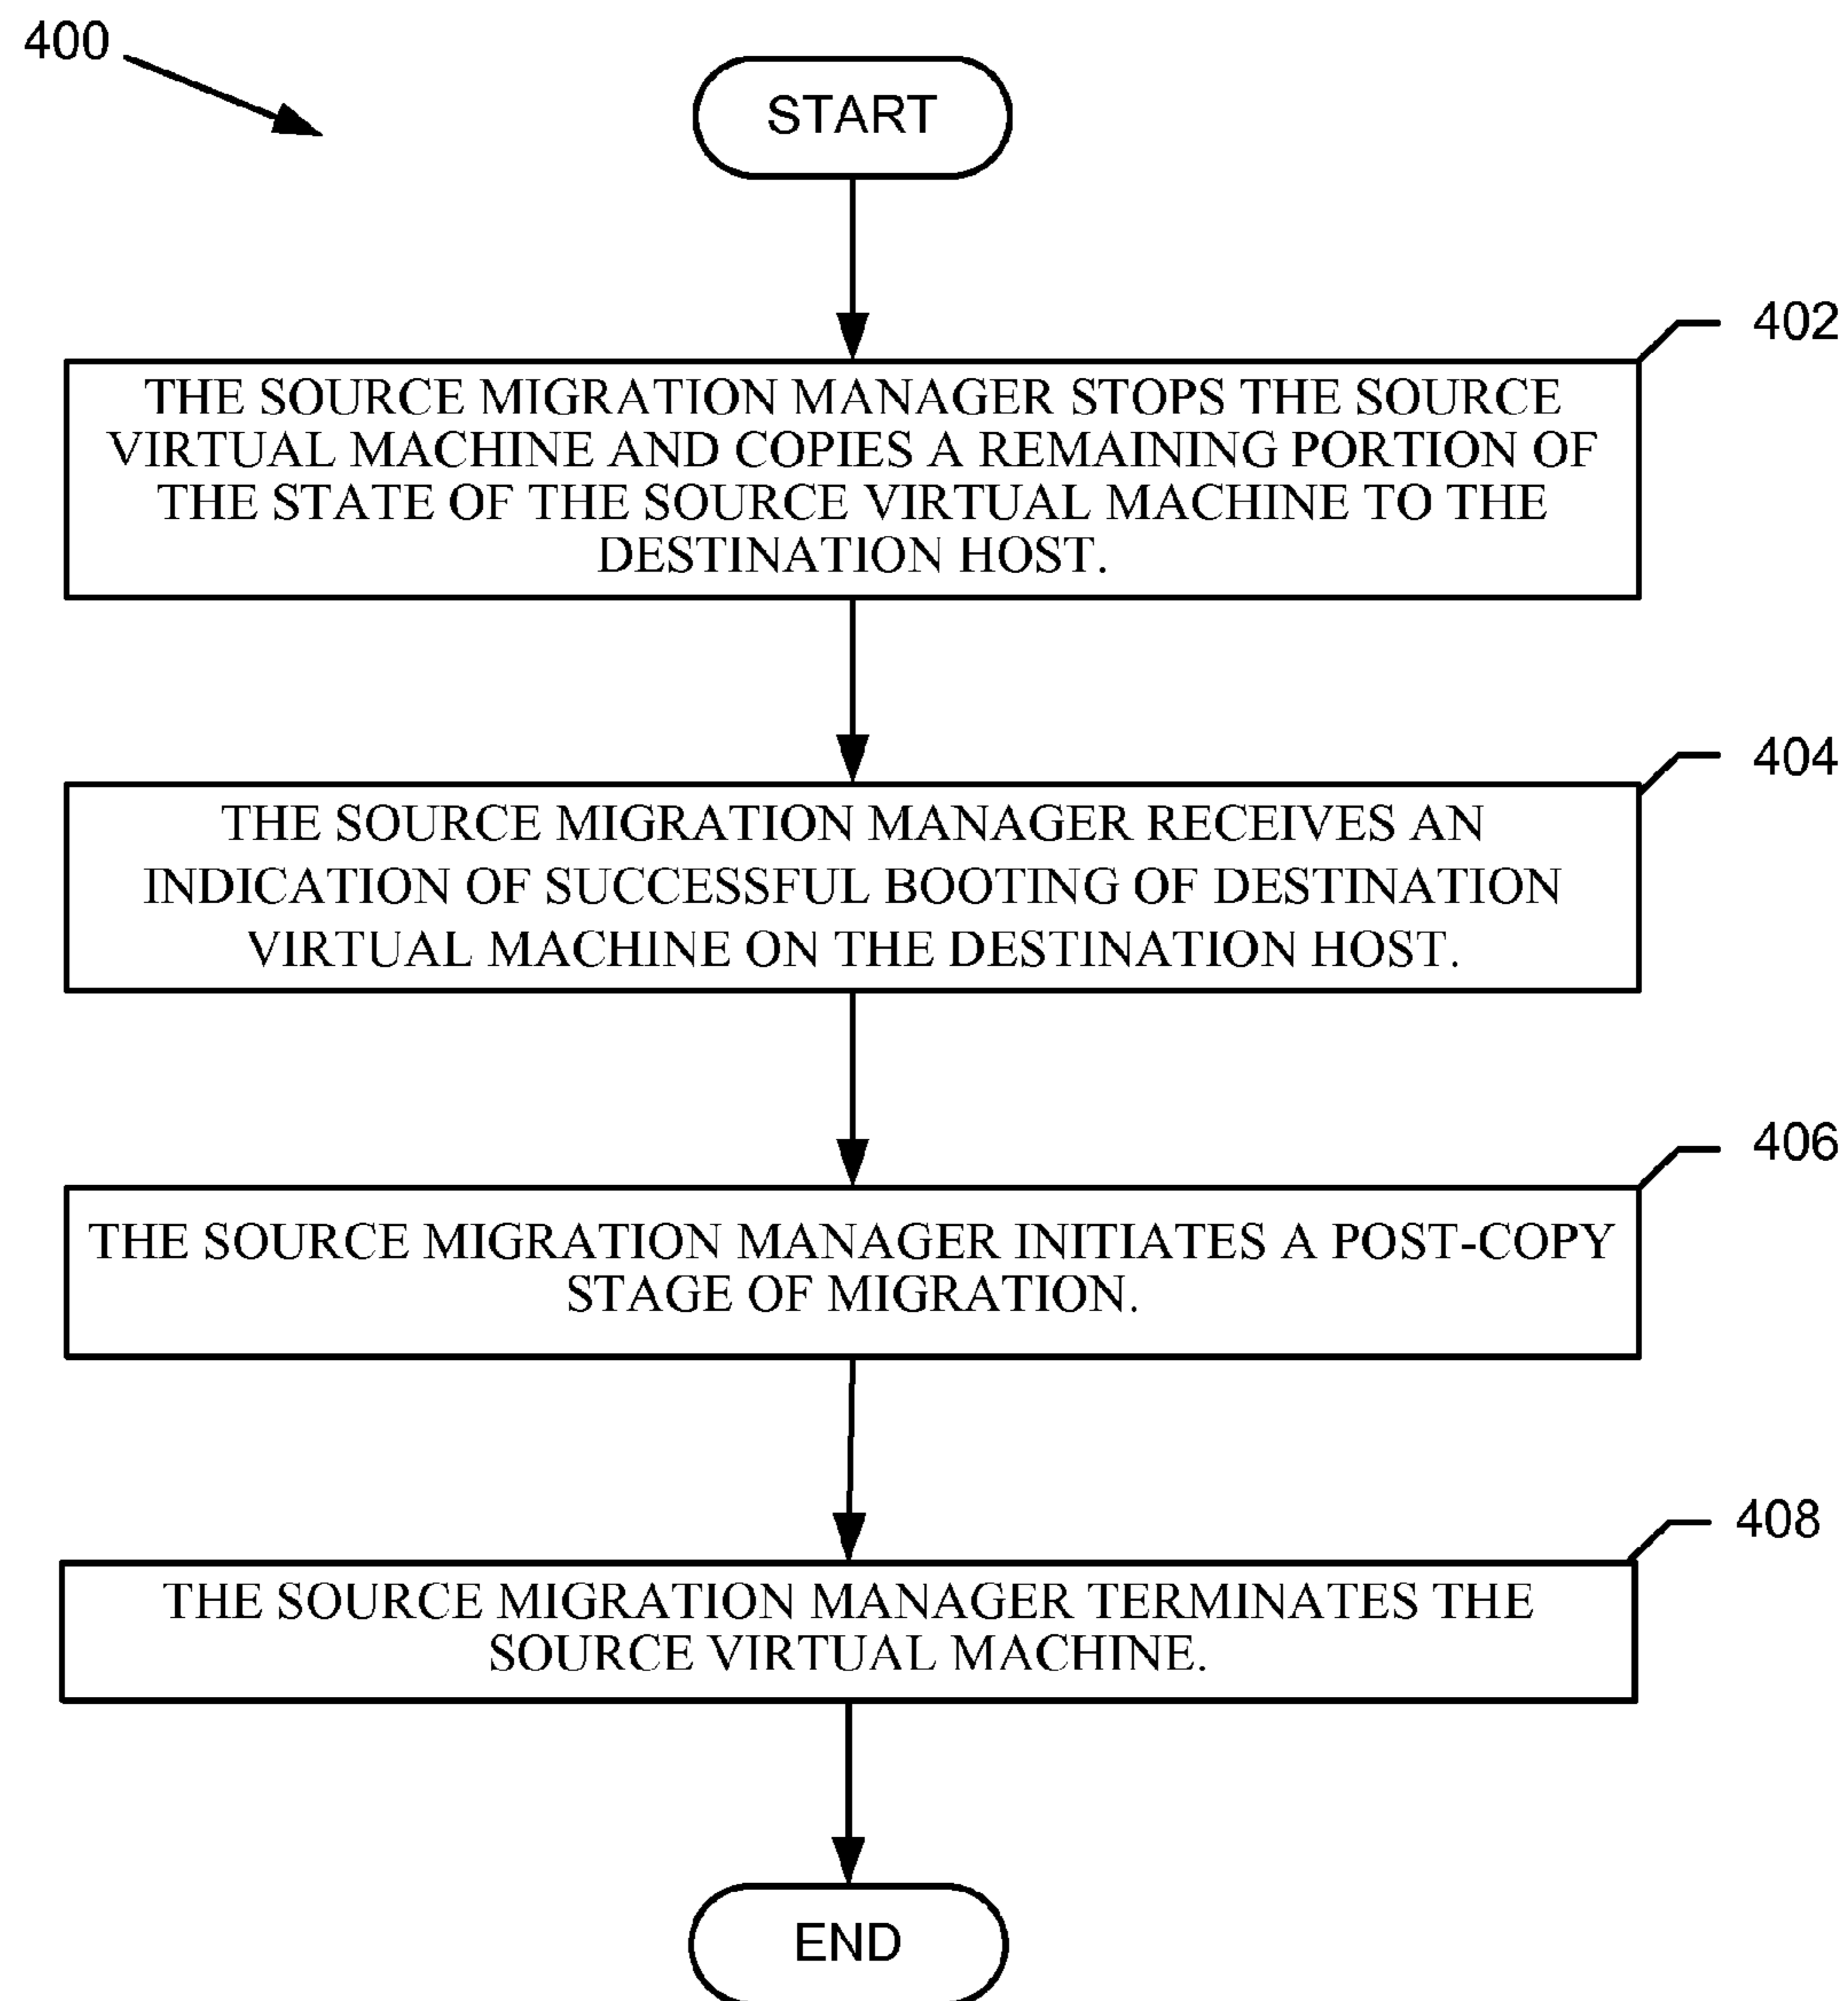 400
START
402
THE SOURCE MIGRATION MANAGER STOPS THE SOURCE
VIRTUAL MACHINE AND COPIES A REMAINING PORTION OF
THE STATE OF THE SOURCE VIRTUAL MACHINE TO THE
DESTINATION HOST.
404
THE SOURCE MIGRATION MANAGER RECEIVES AN
INDICATION OF SUCCESSFUL BOOTING OF DESTINATION
VIRTUAL MACHINE ON THE DESTINATION HOST.
406
THE SOURCE MIGRATION MANAGER INITIATES A POST-COPY
STAGE OF MIGRATION.
408
THE SOURCE MIGRATION MANAGER TERMINATES THE
SOURCE VIRTUAL MACHINE.
END